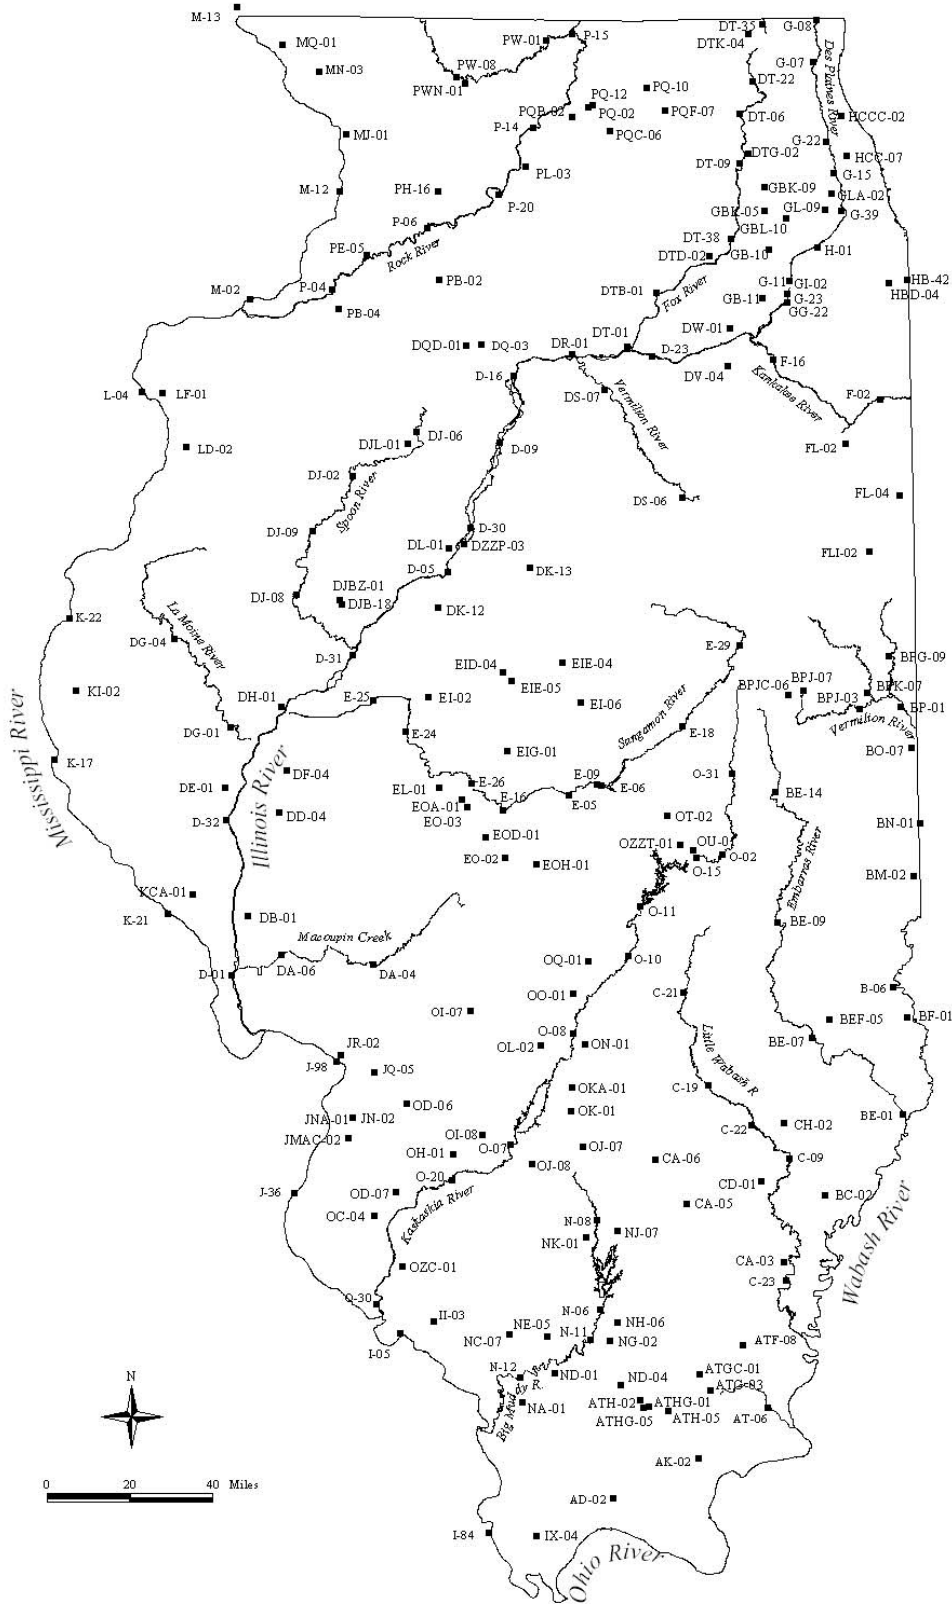 M-13
DT-35
G-08
P-15
PW-01
DTK-04
MQ-01
Des Plaines River
G-07
MN-03
PW-08
DT-22
PWN-01
PQ-10
PQ-12
PQB-02
PQ-02
PQF-07
DT-06
HCCC-02
P-14
PQC-06
MJ-01
G-22
DTG-02
DT-09
HCC-07
PL-03
G-15
M-12
PH-16
P-20
GBK-09
GLA-02
GBK-05
GL-09
G-39
P-06
GBL-10
DT-38
PE-05
Rock River
DTD-02
GB-10
H-01
PB-02
G-11
GI-02
HB-42
HBD-04
P-04
DTB-01
Fox River
M-02
GB-11
G-23
GG-22
PB-04
DW-01
DQD-01
DQ-03
DR-01
DT-01
D-23
F-16
DV-04
D-16
Kankakee River
L-04
LF-01
DS-07
Vermilion River
F-02
DJ-06
DJL-01
D-09
LD-02
FL-02
DJ-02
Spoon River
DS-06
FL-04
DJ-09
D-30
DL-01
DZZP-03
FLI-02
D-05
DK-13
DJBZ-01
DJ-08
DJB-18
DK-12
La Moine River
K-22
DG-04
E-29
D-31
BPG-09
EID-04
EIE-04
EIE-05
BPJ-07
BPJC-06
BPK-07
BPJ-03
KI-02
DH-01
E-25
EI-02
EI-06
BP-01
Sangamon River
Vermilion River
DG-01
E-24
E-18
EIG-01
BO-07
Mississippi River
K-17
Illinois River
DF-04
O-31
DE-01
EL-01
E-26
E-09
E-06
BE-14
EOA-01
E-16
E-05
D-32
DD-04
EO-03
OT-02
BN-01
EOD-01
OZZT-01
OU-01
O-02
EO-02
EOH-01
O-15
Embarras River
BM-02
KCA-01
K-21
DB-01
O-11
BE-09
Macoupin Creek
DA-06
DA-04
OQ-01
O-10
D-01
OO-01
C-21
B-06
OI-07
BEF-05
BF-01
O-08
Little Wabash R.
BE-07
OL-02
ON-01
JR-02
J-98
JQ-05
OKA-01
C-19
OD-06
OK-01
JNA-01
JN-02
BE-01
C-22
CH-02
JMAC-02
OI-08
O-07
OJ-07
OH-01
OJ-08
CA-06
C-09
O-20
CD-01
J-36
OD-07
BC-02
Kaskaskia River
CA-05
OC-04
N-08
NJ-07
NK-01
Wabash River
OZC-01
CA-03
C-23
O-30
N-06
II-03
NE-05
NH-06
I-05
NC-07
N-11
NG-02
ATF-08
N-12
ND-01
ATGC-01
N
ND-04
ATG-03
Big Muddy R.
NA-01
ATH-02
ATHG-01
AT-06
ATHG-05
ATH-05
AK-02
0 20 40 Miles
AD-02
I-84
IX-04
Ohio River